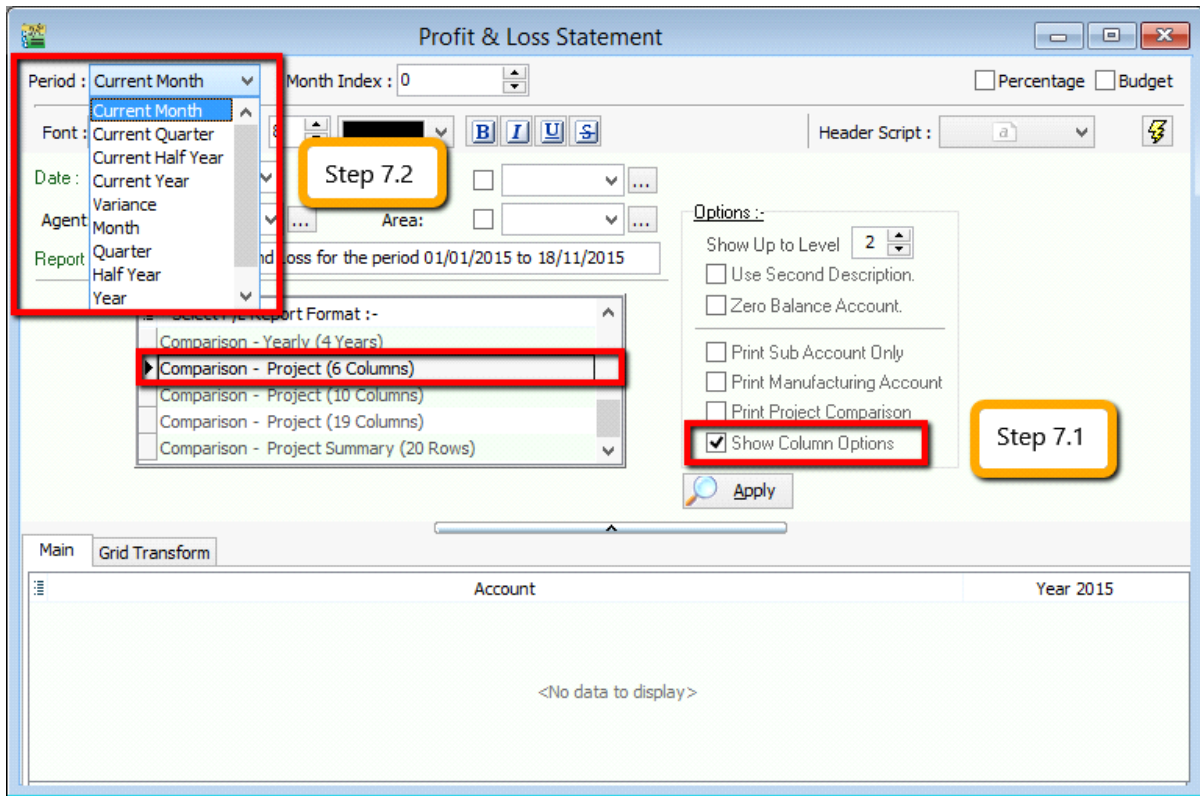 Profit & Loss Statement
Period : Current Month Month Index : 0 Percentage Budget
Current Month
Current Quarter
Current Half Year
Current Year
Variance
Month
Quarter
Half Year
Year
Font : 8 B I U S Header Script : a
Step 7.2
Date :
Agent ... Area: ...
Report nd Loss for the period 01/01/2015 to 18/11/2015
Select P/L Report Format :-
Comparison - Yearly (4 Years)
Comparison - Project (6 Columns)
Comparison - Project (10 Columns)
Comparison - Project (19 Columns)
Comparison - Project Summary (20 Rows)
Options :-
Show Up to Level 2
Use Second Description.
Zero Balance Account.
Print Sub Account Only
Print Manufacturing Account
Print Project Comparison
Show Column Options
Step 7.1
Apply
Main Grid Transform
Account Year 2015
<No data to display>